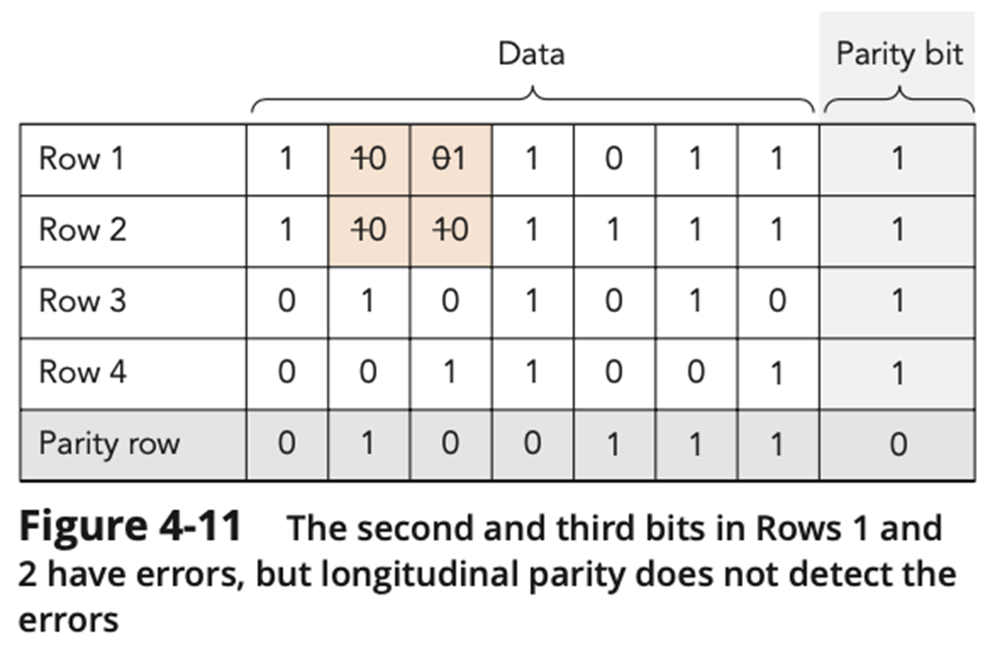 Data Parity bit
Row 1 1 ~~1~~0 ~~0~~1 1 0 1 1 1
Row 2 1 ~~1~~0 ~~1~~0 1 1 1 1 1
Row 3 0 1 0 1 0 1 0 1
Row 4 0 0 1 1 0 0 1 1
Parity row 0 1 0 0 1 1 1 0
Figure 4-11 The second and third bits in Rows 1 and
2 have errors, but longitudinal parity does not detect the
errors